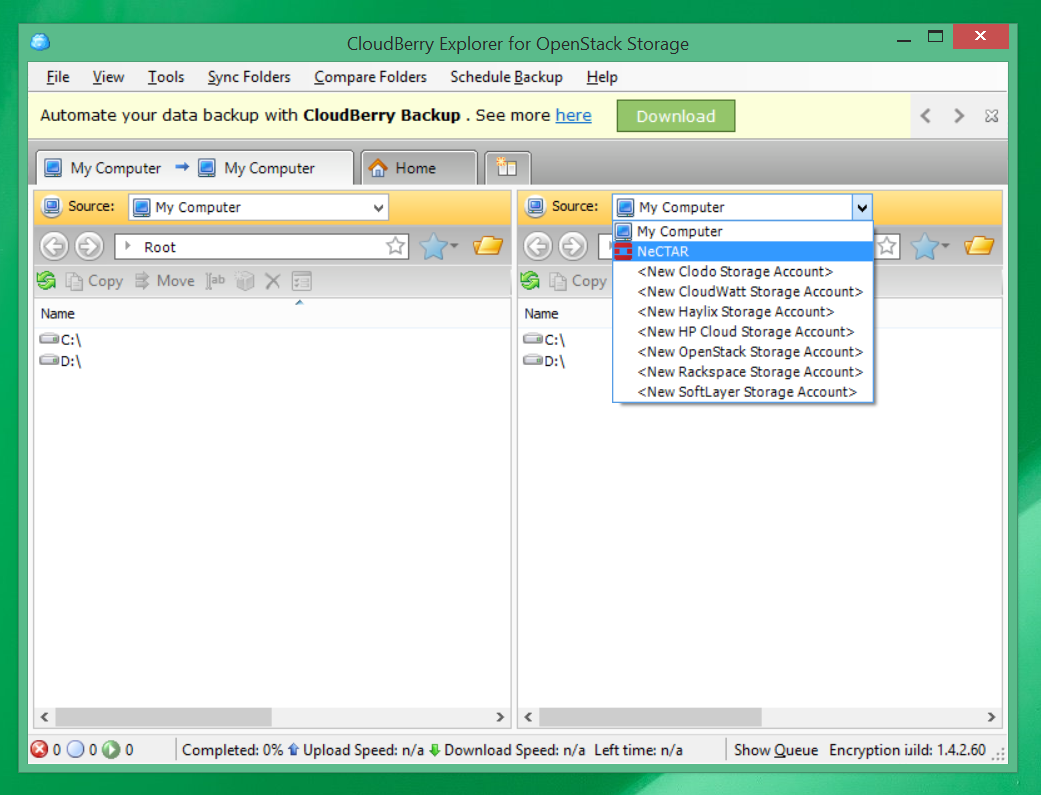 CloudBerry Explorer for OpenStack Storage
File View Tools Sync Folders Compare Folders Schedule Backup Help
Automate your data backup with CloudBerry Backup . See more here Download
My Computer My Computer Home
Source: My Computer
Root
Copy Move
Name
C:\
D:\
Source: My Computer
My Computer
NeCTAR
<New Clodo Storage Account>
<New CloudWatt Storage Account>
<New Haylix Storage Account>
<New HP Cloud Storage Account>
<New OpenStack Storage Account>
<New Rackspace Storage Account>
<New SoftLayer Storage Account>
Copy
Name
C:\
D:\
0 0 0 Completed: 0% Upload Speed: n/a Download Speed: n/a Left time: n/a Show Queue Encryption uild: 1.4.2.60